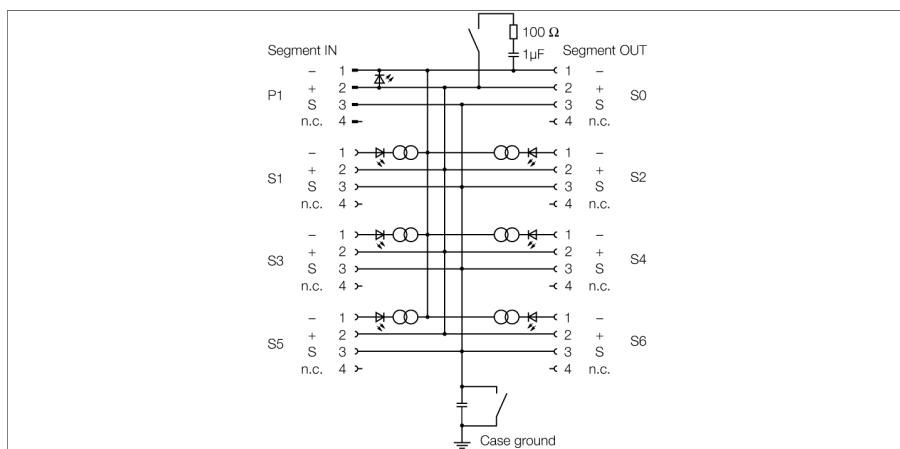 100 Ω
Segment IN 1µF Segment OUT
– 1 1 –
+ 2 2 +
P1 S0
S 3 3 S
n.c. 4 4 n.c.
– 1 1 –
+ 2 2 +
S1 S2
S 3 3 S
n.c. 4 4 n.c.
– 1 1 –
+ 2 2 +
S3 S4
S 3 3 S
n.c. 4 4 n.c.
– 1 1 –
+ 2 2 +
S5 S6
S 3 3 S
n.c. 4 4 n.c.
Case ground